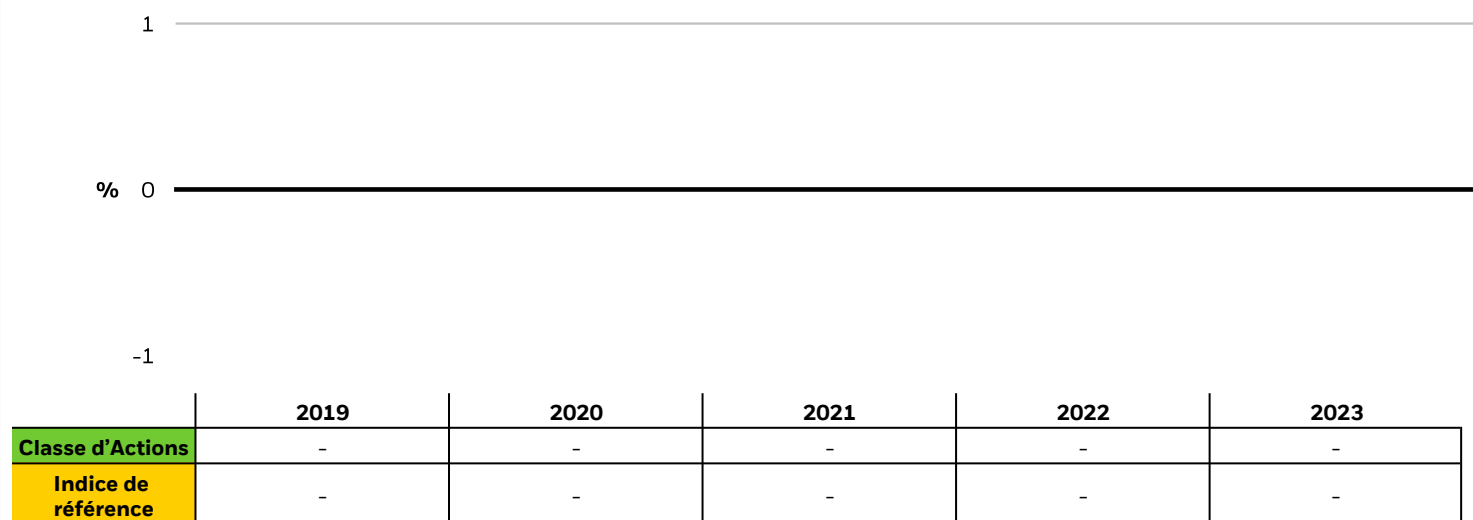 1
% 0
-1
2019 2020 2021 2022 2023
Classe d’Actions - - - - -
Indice de
référence - - - - -